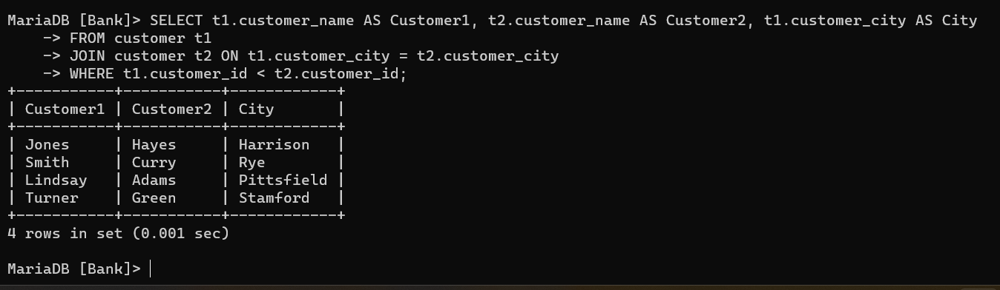 MariaDB [Bank]> SELECT t1.customer_name AS Customer1, t2.customer_name AS Customer2, t1.customer_city AS City
    -> FROM customer t1
    -> JOIN customer t2 ON t1.customer_city = t2.customer_city
    -> WHERE t1.customer_id < t2.customer_id;
+-----------+-----------+------------+
| Customer1 | Customer2 | City       |
+-----------+-----------+------------+
| Jones     | Hayes     | Harrison   |
| Smith     | Curry     | Rye        |
| Lindsay   | Adams     | Pittsfield |
| Turner    | Green     | Stamford   |
+-----------+-----------+------------+
4 rows in set (0.001 sec)

MariaDB [Bank]>